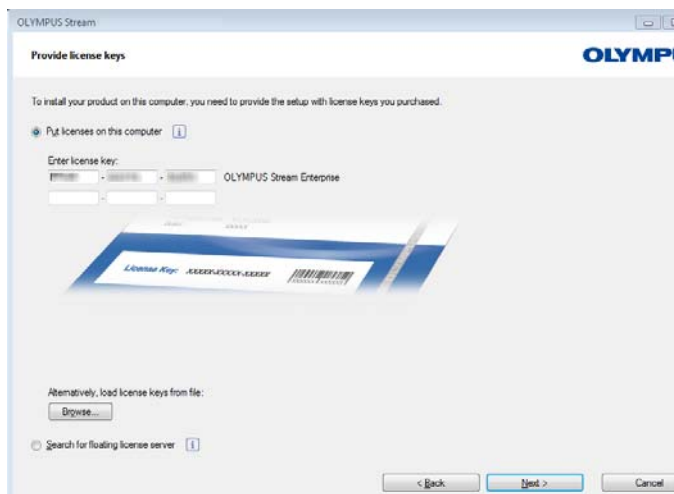 OLYMPUS Stream
Provide license keys
OLYMPU
To install your product on this computer, you need to provide the setup with license keys you purchased.
Put licenses on this computer
Enter license key:
- - OLYMPUS Stream Enterprise
- -
License Key: XXXXX-XXXXX-XXXXX
Alternatively, load license keys from file:
Browse...
Search for floating license server
< Back Next > Cancel